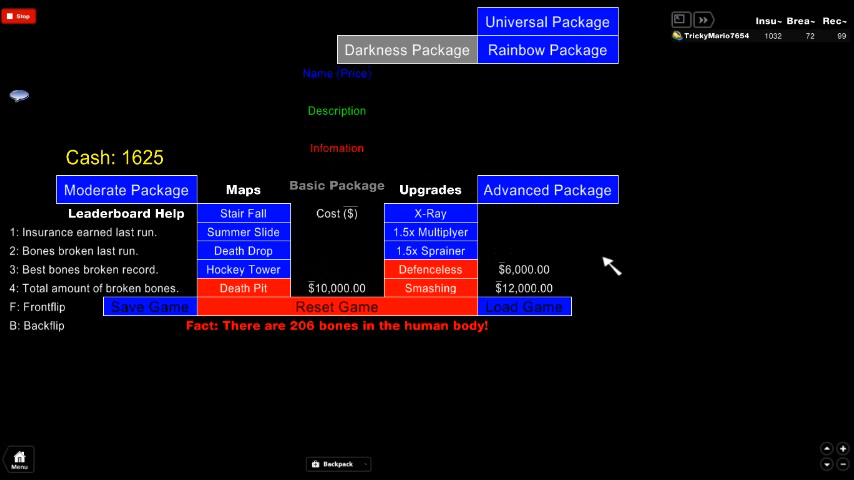 Stop
Universal Package
Insu~ Brea~ Rec~
TrickyMario7654 1032 72 99
Darkness Package Rainbow Package
Name (Price)
Description
Infomation
Cash: 1625
Moderate Package Maps Basic Package Upgrades Advanced Package
Leaderboard Help Stair Fall Cost ($) X-Ray
1: Insurance earned last run. Summer Slide 1.5x Multiplyer
2: Bones broken last run. Death Drop 1.5x Sprainer
3: Best bones broken record. Hockey Tower Defenceless $6,000.00
4: Total amount of broken bones. Death Pit $10,000.00 Smashing $12,000.00
F: Frontflip Save Game Reset Game Load Game
B: Backflip Fact: There are 206 bones in the human body!
Menu
Backpack